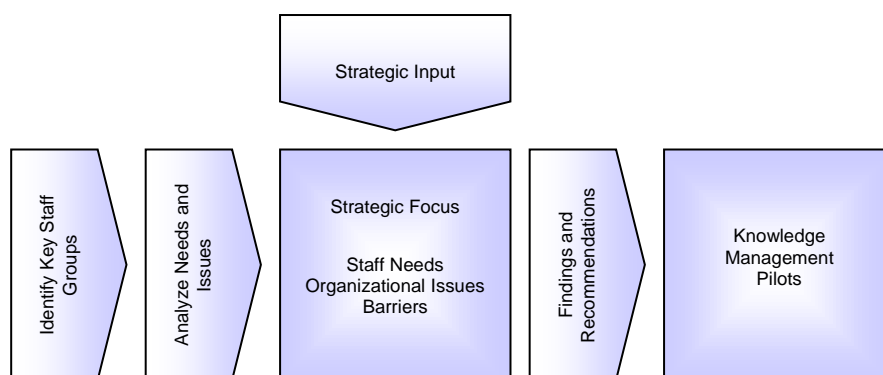 Strategic Input
Identify Key Staff
Groups
Analyze Needs and
Issues
Strategic Focus
Staff Needs
Organizational Issues
Barriers
Findings and
Recommendations
Knowledge
Management
Pilots